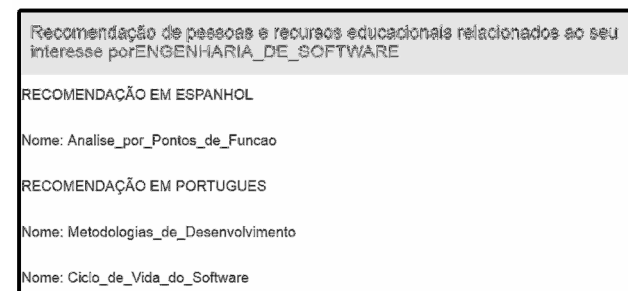 Recomendação de pessoas e recursos educacionais relacionados ao seu
interesse porENGENHARIA_DE_SOFTWARE
RECOMENDAÇÃO EM ESPANHOL
Nome: Analise_por_Pontos_de_Funcao
RECOMENDAÇÃO EM PORTUGUES
Nome: Metodologias_de_Desenvolvimento
Nome: Ciclo_de_Vida_do_Software